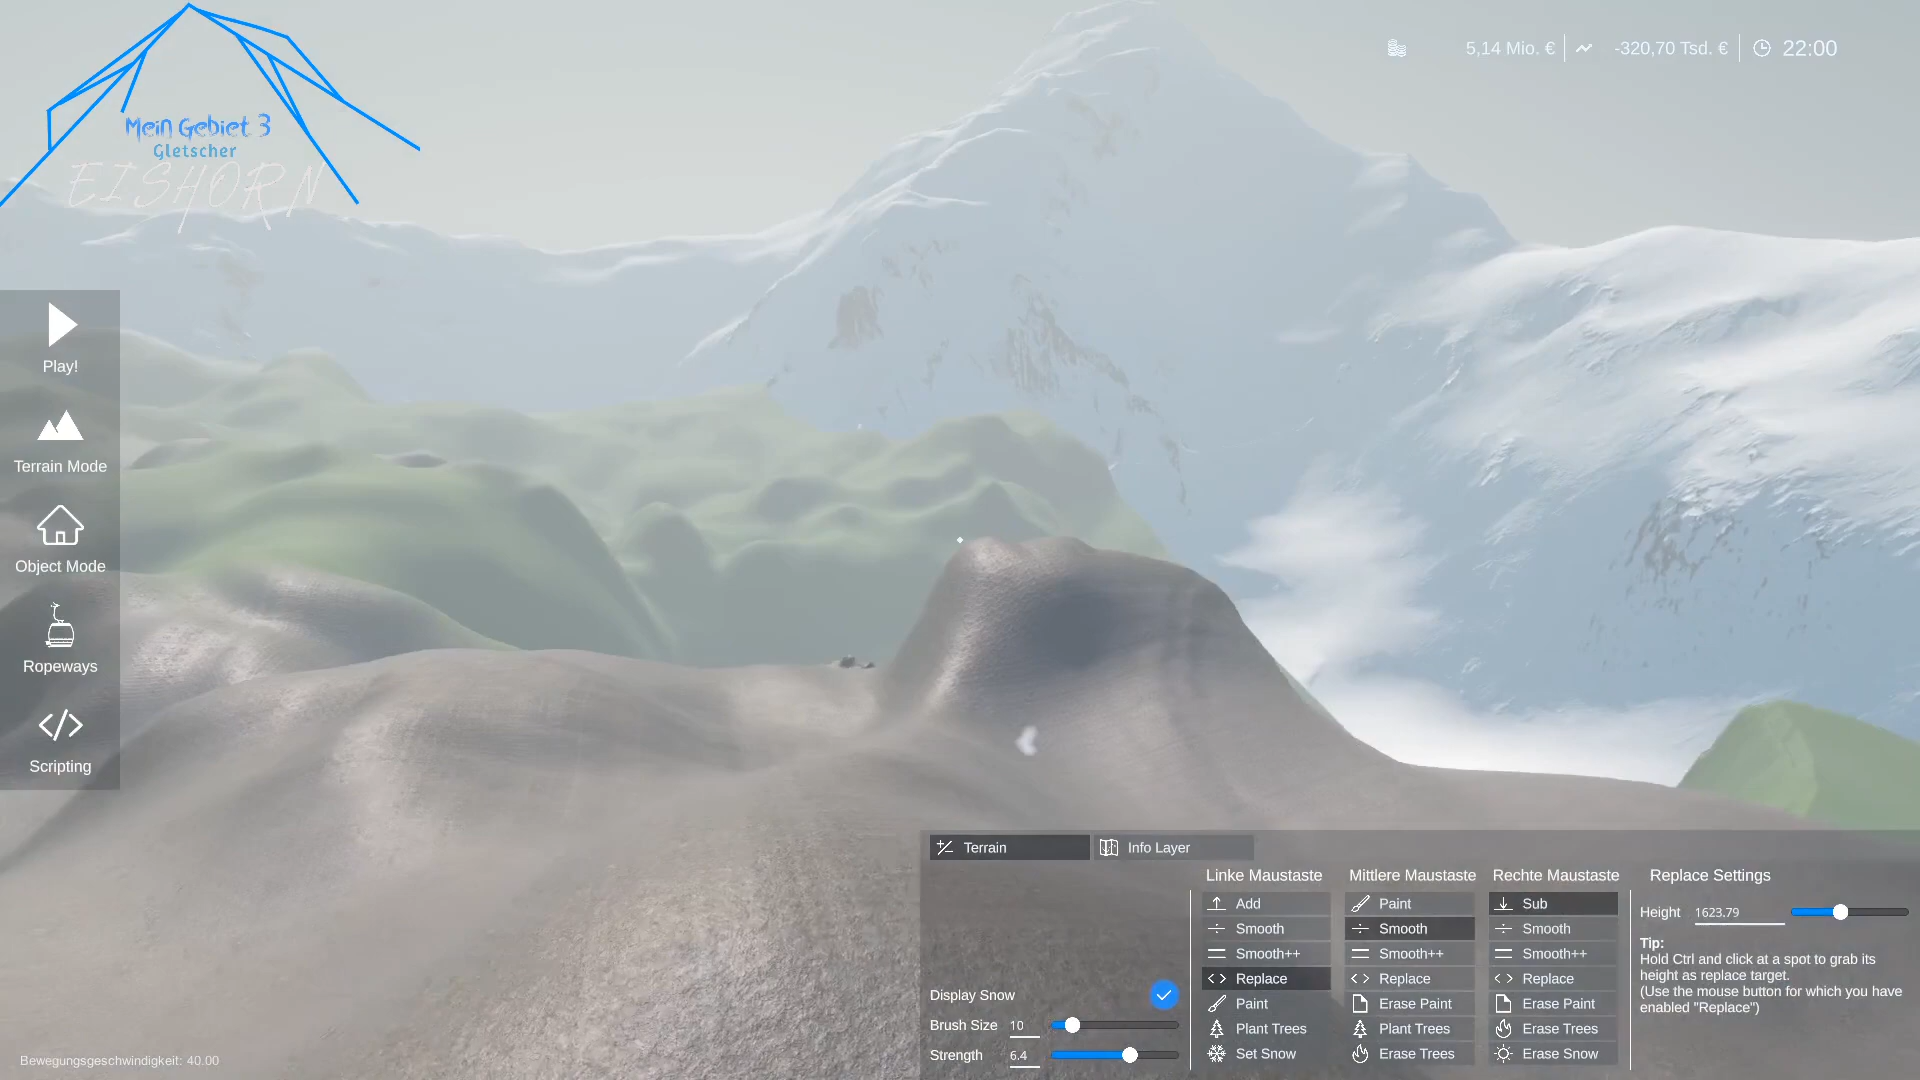 Mein Gebiet 3
Gletscher
EISHORN
5,14 Mio. €
-320,70 Tsd. €
22:00
Play!
Terrain Mode
Object Mode
Ropeways
Scripting
Terrain
Info Layer
Linke Maustaste
Add
Smooth
Smooth++
Replace
Paint
Plant Trees
Set Snow
Mittlere Maustaste
Paint
Smooth
Smooth++
Replace
Erase Paint
Plant Trees
Erase Trees
Rechte Maustaste
Sub
Smooth
Smooth++
Replace
Erase Paint
Erase Trees
Erase Snow
Replace Settings
Height 1623.79
Tip:
Hold Ctrl and click at a spot to grab its
height as replace target.
(Use the mouse button for which you have
enabled "Replace")
Display Snow
Brush Size 10
Strength 6.4
Bewegungsgeschwindigkeit: 40.00